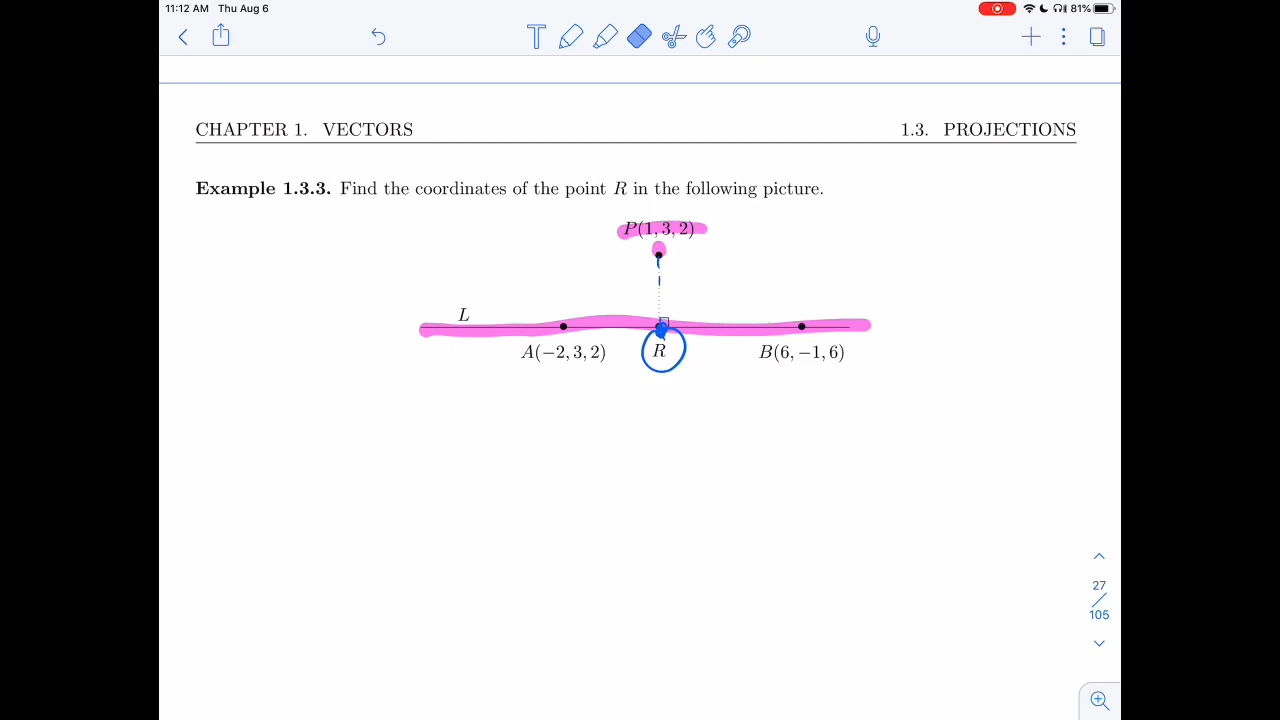 11:12 AM Thu Aug 6
81%
CHAPTER 1. VECTORS 1.3. PROJECTIONS
Example 1.3.3. Find the coordinates of the point R in the following picture.
P(1, 3, 2)
L
A(−2, 3, 2) R B(6, −1, 6)
27
105